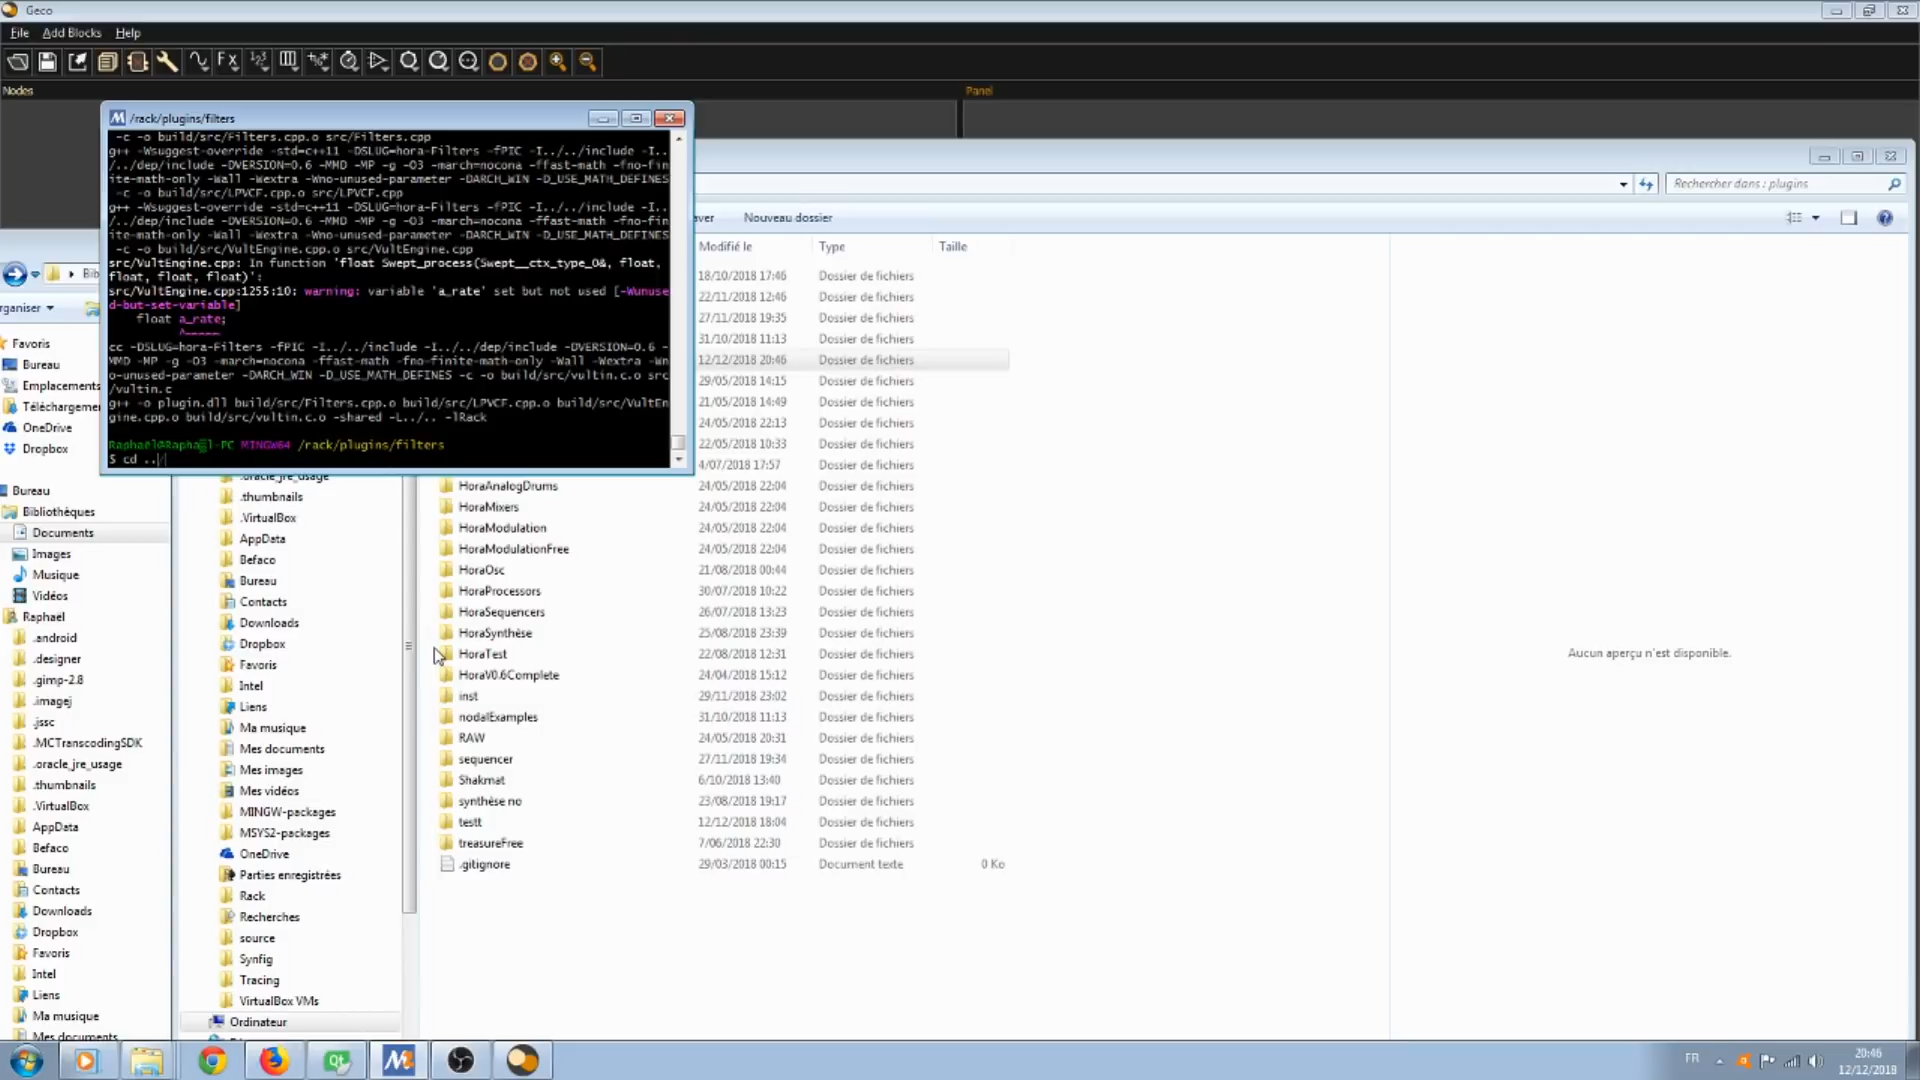 Geco
File Add Blocks Help
Nodes
Panel
/rack/plugins/filters
-c -o build/src/Filters.cpp.o src/Filters.cpp
g++ -Wsuggest-override -std=c++11 -DSLUG=hora-Filters -fPIC -I../../include -I..
/../dep/include -DVERSION=0.6 -MMD -MP -g -O3 -march=nocona -ffast-math -fno-fin
ite-math-only -Wall -Wextra -Wno-unused-parameter -DARCH_WIN -D_USE_MATH_DEFINES
-c -o build/src/LPVCF.cpp.o src/LPVCF.cpp
g++ -Wsuggest-override -std=c++11 -DSLUG=hora-Filters -fPIC -I../../include -I..
/../dep/include -DVERSION=0.6 -MMD -MP -g -O3 -march=nocona -ffast-math -fno-fin
ite-math-only -Wall -Wextra -Wno-unused-parameter -DARCH_WIN -D_USE_MATH_DEFINES
-c -o build/src/VultEngine.cpp.o src/VultEngine.cpp
src/VultEngine.cpp: In function 'float Swept_process(Swept__ctx_type_0&, float,
float, float, float)':
src/VultEngine.cpp:1255:10: warning: variable 'a_rate' set but not used [-Wunuse
d-but-set-variable]
float a_rate;
^~~~~~
cc -DSLUG=hora-Filters -fPIC -I../../include -I../../dep/include -DVERSION=0.6 -
MMD -MP -g -O3 -march=nocona -ffast-math -fno-finite-math-only -Wall -Wextra -Wn
o-unused-parameter -DARCH_WIN -D_USE_MATH_DEFINES -c -o build/src/vultin.c.o src
/vultin.c
g++ -o plugin.dll build/src/Filters.cpp.o build/src/LPVCF.cpp.o build/src/VultEn
gine.cpp.o build/src/vultin.c.o -shared -L../.. -lRack
MINGW64 /rack/plugins/filters
$ cd ../
Rechercher dans : plugins
aver Nouveau dossier
Modifié le Type Taille
18/10/2018 17:46 Dossier de fichiers
22/11/2018 12:46 Dossier de fichiers
27/11/2018 19:35 Dossier de fichiers
31/10/2018 11:13 Dossier de fichiers
12/12/2018 20:46 Dossier de fichiers
29/05/2018 14:15 Dossier de fichiers
21/05/2018 14:49 Dossier de fichiers
24/05/2018 22:13 Dossier de fichiers
22/05/2018 10:33 Dossier de fichiers
4/07/2018 17:57 Dossier de fichiers
HoraAnalogDrums 24/05/2018 22:04 Dossier de fichiers
HoraMixers 24/05/2018 22:04 Dossier de fichiers
HoraModulation 24/05/2018 22:04 Dossier de fichiers
HoraModulationFree 24/05/2018 22:04 Dossier de fichiers
HoraOsc 21/08/2018 00:44 Dossier de fichiers
HoraProcessors 30/07/2018 10:22 Dossier de fichiers
HoraSequencers 26/07/2018 13:23 Dossier de fichiers
HoraSynthèse 25/08/2018 23:39 Dossier de fichiers
HoraTest 22/08/2018 12:31 Dossier de fichiers
HoraV0.6Complete 24/04/2018 15:12 Dossier de fichiers
inst 29/11/2018 23:02 Dossier de fichiers
nodalExamples 31/10/2018 11:13 Dossier de fichiers
RAW 24/05/2018 20:31 Dossier de fichiers
sequencer 27/11/2018 19:34 Dossier de fichiers
Shakmat 6/10/2018 13:40 Dossier de fichiers
synthèse no 23/08/2018 19:17 Dossier de fichiers
testt 12/12/2018 18:04 Dossier de fichiers
treasureFree 7/06/2018 22:30 Dossier de fichiers
.gitignore 29/03/2018 00:15 Document texte 0 Ko
Aucun aperçu n'est disponible.
Bib
rganiser
Favoris
Bureau
Emplacements
Téléchargeme
OneDrive
Dropbox
Bureau
Bibliothèques
Documents
Images
Musique
Vidéos
Raphaël
.android
.designer
.gimp-2.8
.imagej
.jssc
.MCTranscodingSDK
.oracle_jre_usage
.thumbnails
.VirtualBox
AppData
Befaco
Bureau
Contacts
Downloads
Dropbox
Favoris
Intel
Liens
Ma musique
Mes documents
.oracle_jre_usage
.thumbnails
.VirtualBox
AppData
Befaco
Bureau
Contacts
Downloads
Dropbox
Favoris
Intel
Liens
Ma musique
Mes documents
Mes images
Mes vidéos
MINGW-packages
MSYS2-packages
OneDrive
Parties enregistrées
Rack
Recherches
source
Synfig
Tracing
VirtualBox VMs
Ordinateur
FR
20:46
12/12/2018